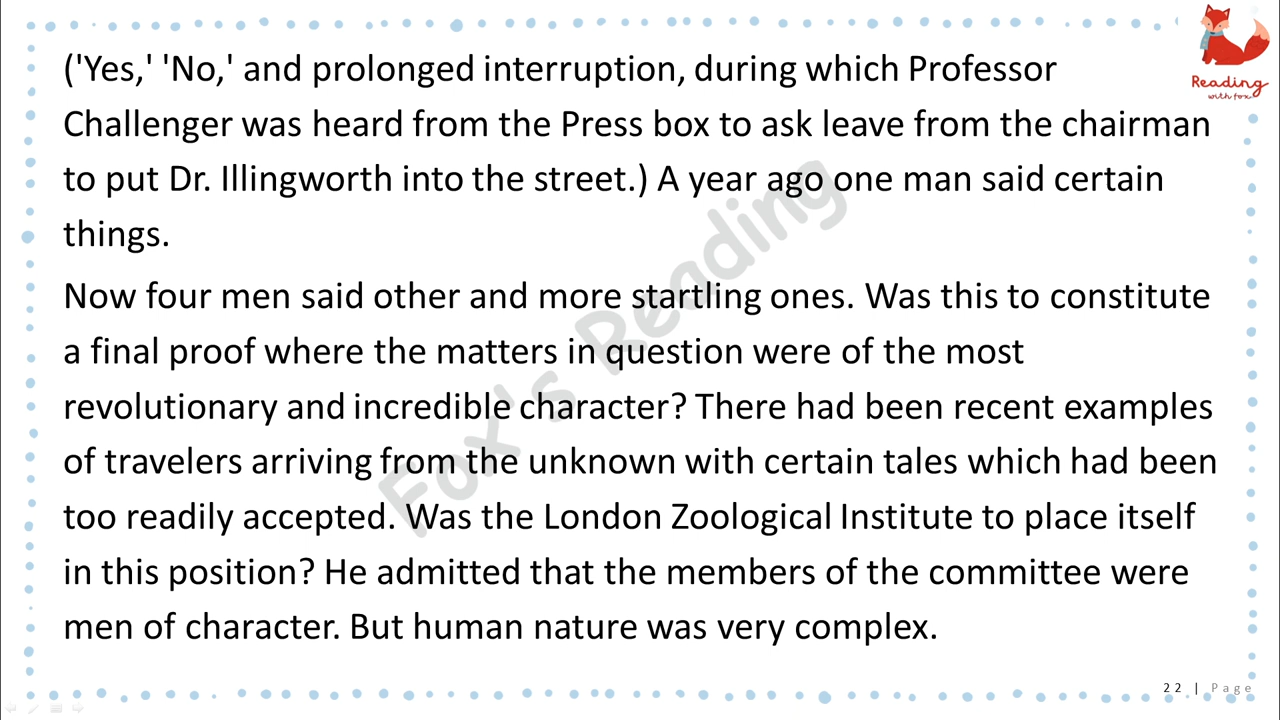 Reading
with fox
('Yes,' 'No,' and prolonged interruption, during which Professor
Challenger was heard from the Press box to ask leave from the chairman
to put Dr. Illingworth into the street.) A year ago one man said certain
things.
Now four men said other and more startling ones. Was this to constitute
a final proof where the matters in question were of the most
revolutionary and incredible character? There had been recent examples
of travelers arriving from the unknown with certain tales which had been
too readily accepted. Was the London Zoological Institute to place itself
in this position? He admitted that the members of the committee were
men of character. But human nature was very complex.
Fox's Reading
22 | Page